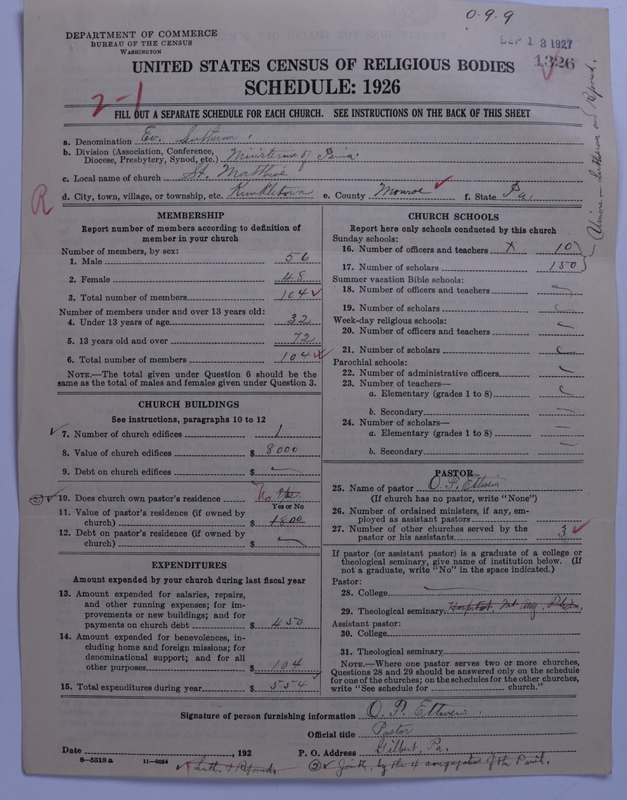 0-9-9
DEPARTMENT OF COMMERCE
BUREAU OF THE CENSUS
WASHINGTON
SEP 13 1927
1326
UNITED STATES CENSUS OF RELIGIOUS BODIES
SCHEDULE: 1926
2-1
FILL OUT A SEPARATE SCHEDULE FOR EACH CHURCH. SEE INSTRUCTIONS ON THE BACK OF THIS SHEET
a. Denomination Ev. Lutheran
b. Division (Association, Conference, Diocese, Presbytery, Synod, etc.) Ministerium of Penna
c. Local name of church St. Matthews
d. City, town, village, or township, etc. Kunkletown e. County Monroe f. State Pa.
R
Union - Lutheran and Reformed.
MEMBERSHIP
Report number of members according to definition of member in your church
Number of members, by sex:
1. Male 56
2. Female 48
3. Total number of members 104
Number of members under and over 13 years old:
4. Under 13 years of age 32
5. 13 years old and over 72
6. Total number of members 104
NOTE.—The total given under Question 6 should be the same as the total of males and females given under Question 3.
CHURCH BUILDINGS
See instructions, paragraphs 10 to 12
7. Number of church edifices 1
8. Value of church edifices $ 8000
9. Debt on church edifices $
10. Does church own pastor's residence No
Yes or No
11. Value of pastor's residence (if owned by church) $ 1800
12. Debt on pastor's residence (if owned by church) $
EXPENDITURES
Amount expended by your church during last fiscal year
13. Amount expended for salaries, repairs, and other running expenses; for improvements or new buildings; and for payments on church debt $ 450
14. Amount expended for benevolences, including home and foreign missions; for denominational support; and for all other purposes $ 104
15. Total expenditures during year $ 554
CHURCH SCHOOLS
Report here only schools conducted by this church
Sunday schools:
16. Number of officers and teachers x 10
17. Number of scholars 150
Summer vacation Bible schools:
18. Number of officers and teachers
19. Number of scholars
Week-day religious schools:
20. Number of officers and teachers
21. Number of scholars
Parochial schools:
22. Number of administrative officers
23. Number of teachers—
a. Elementary (grades 1 to 8)
b. Secondary
24. Number of scholars—
a. Elementary (grades 1 to 8)
b. Secondary
PASTOR
25. Name of pastor O. P. Ettwein
(If church has no pastor, write "None")
26. Number of ordained ministers, if any, employed as assistant pastors
27. Number of other churches served by the pastor or his assistants 3
If pastor (or assistant pastor) is a graduate of a college or theological seminary, give name of institution below. (If not a graduate, write "No" in the space indicated.)
Pastor:
28. College
29. Theological seminary Mt Airy, Phila
Assistant pastor:
30. College
31. Theological seminary
NOTE.—Where one pastor serves two or more churches, Questions 28 and 29 should be answered only on the schedule for one of the churches; on the schedules for the other churches, write "See schedule for church."
Signature of person furnishing information O. P. Ettwein
Official title Pastor
Date , 192 P. O. Address Gilbert, Pa.
8-5518a 11-9054
Luth. & Reformed Jointly by the 4 congregations of the Parish.